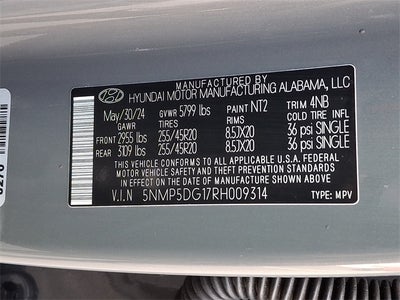 MANUFACTURED BY
HYUNDAI MOTOR MANUFACTURING ALABAMA, LLC
May/30/24 GVWR 5799 lbs PAINT NT2 TRIM 4NB
GAWR TIRES RIMS COLD TIRE INFL
FRONT 2955 lbs 255/45R20 8.5JX20 36 psi SINGLE
REAR 3109 lbs 255/45R20 8.5JX20 36 psi SINGLE
THIS VEHICLE CONFORMS TO ALL APPLICABLE U.S.A. FEDERAL
MOTOR VEHICLE SAFETY AND THEFT PREVENTION STANDARDS
IN EFFECT ON THE DATE OF MANUFACTURE SHOWN ABOVE.
V.I.N 5NMP5DG17RH009314 TYPE: MPV